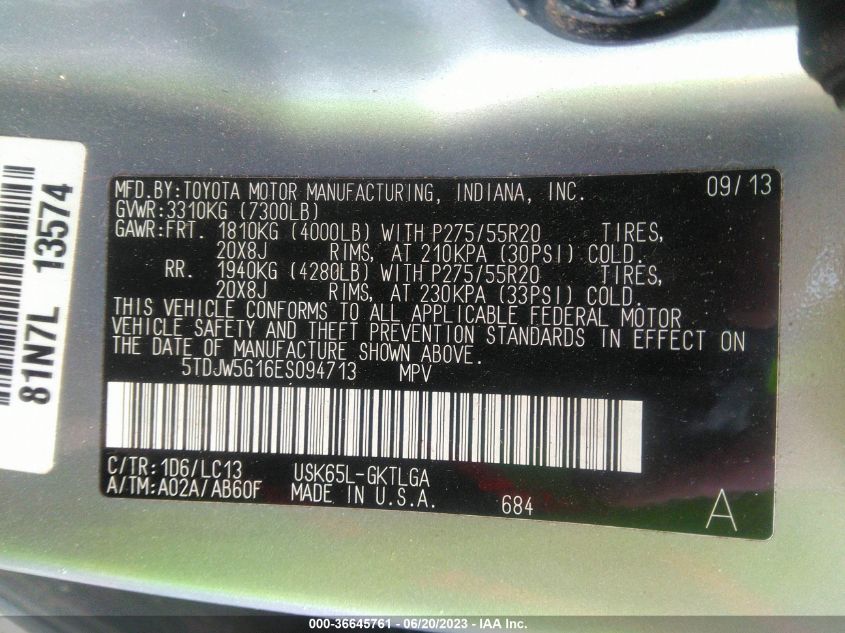 MFD.BY:TOYOTA MOTOR MANUFACTURING, INDIANA, INC. 09/13
GVWR:3310KG (7300LB)
GAWR:FRT. 1810KG (4000LB) WITH P275/55R20 TIRES,
20X8J RIMS, AT 210KPA (30PSI) COLD.
RR. 1940KG (4280LB) WITH P275/55R20 TIRES,
20X8J RIMS, AT 230KPA (33PSI) COLD.
THIS VEHICLE CONFORMS TO ALL APPLICABLE FEDERAL MOTOR
VEHICLE SAFETY AND THEFT PREVENTION STANDARDS IN EFFECT ON
THE DATE OF MANUFACTURE SHOWN ABOVE.
5TDJW5G16ES094713 MPV
C/TR:1D6/LC13 USK65L-GKTLGA
A/TM:A02A/AB60F MADE IN U.S.A. 684 A
81N7L 13574
000-36645761 - 06/20/2023 - IAA Inc.